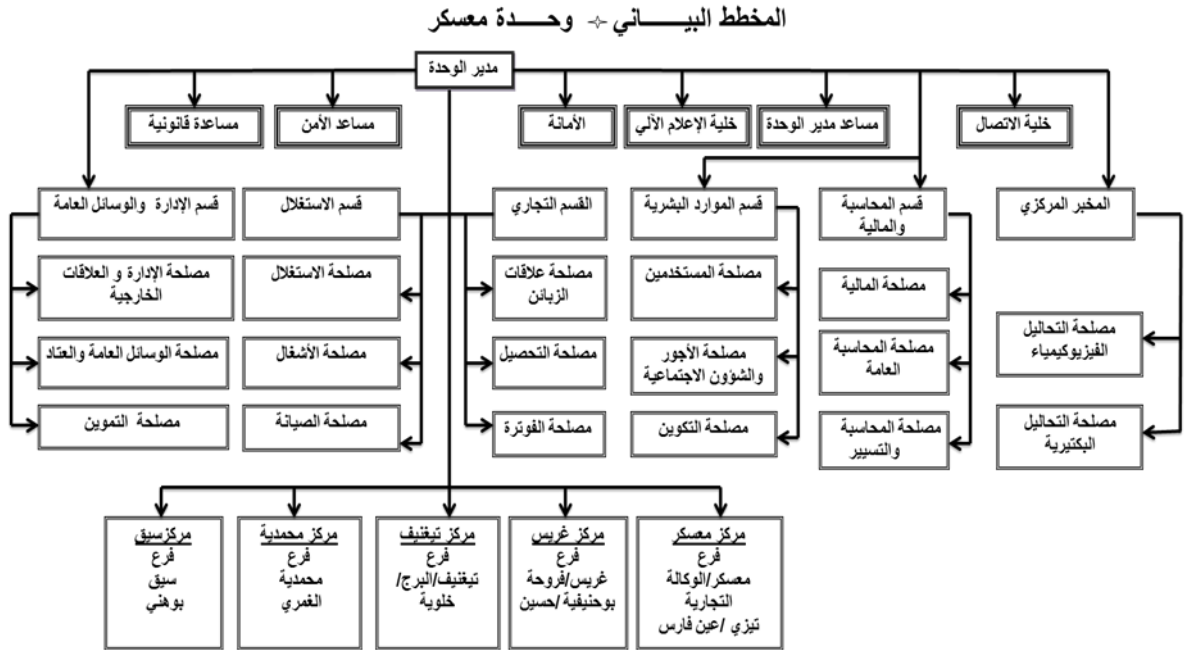 المخطط البيـــــاني - وحـــدة معسكر
مدير الوحدة
خلية الاتصال
مساعد مدير الوحدة
خلية الإعلام الآلي
الأمانة
مساعد الأمن
مساعدة قانونية
المخبر المركزي
قسم المحاسبة
والمالية
قسم الموارد البشرية
القسم التجاري
قسم الاستغلال
قسم الإدارة والوسائل العامة
مصلحة التحاليل
الفيزيوكيمياء
مصلحة التحاليل
البكتيرية
مصلحة المالية
مصلحة المحاسبة
العامة
مصلحة المحاسبة
والتسيير
مصلحة المستخدمين
مصلحة الأجور
والشؤون الاجتماعية
مصلحة التكوين
مصلحة علاقات
الزبائن
مصلحة التحصيل
مصلحة الفوترة
مصلحة الاستغلال
مصلحة الأشغال
مصلحة الصيانة
مصلحة الإدارة و العلاقات
الخارجية
مصلحة الوسائل العامة والعتاد
مصلحة التموين
مركز معسكر
فرع
معسكر/الوكالة
التجارية
تيزي /عين فارس
مركز غريس
فرع
غريس/فروحة
بوحنيفية /حسين
مركز تيغنيف
فرع
تيغنيف/البرج/
خلوية
مركز محمدية
فرع
محمدية
الغمري
مركزسيق
فرع
سيق
بوهني